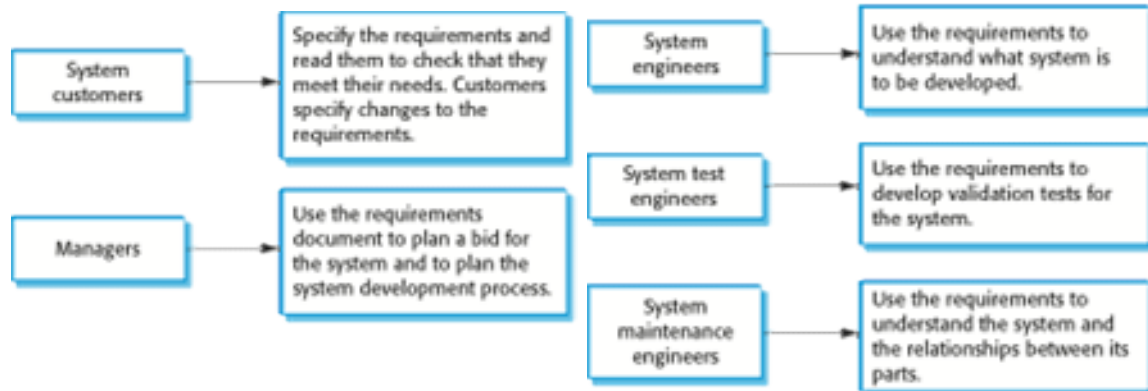 System
customers
Specify the requirements and
read them to check that they
meet their needs. Customers
specify changes to the
requirements.
Managers
Use the requirements
document to plan a bid for
the system and to plan the
system development process.
System
engineers
Use the requirements to
understand what system is
to be developed.
System test
engineers
Use the requirements to
develop validation tests for
the system.
System
maintenance
engineers
Use the requirements to
understand the system and
the relationships between its
parts.